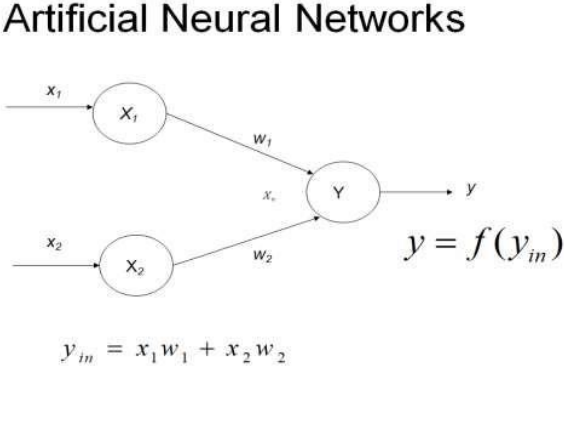 Artificial Neural Networks
x₁
X₁
w₁
Y
y
x₂
X₂
w₂
y = f(y_in)
y_in = x₁w₁ + x₂w₂